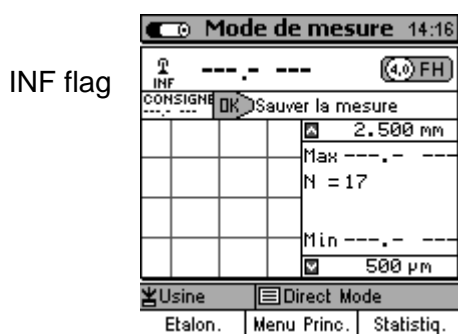 Mode de mesure 14:16
INF flag
INF ---.- --- 4.0 FH
CONSIGNE OK Sauver la mesure
---.- ---
2.500 mm
Max ---.- ---
N = 17
Min ---.- ---
500 µm
Usine Direct Mode
Etalon. Menu Princ. Statistiq.